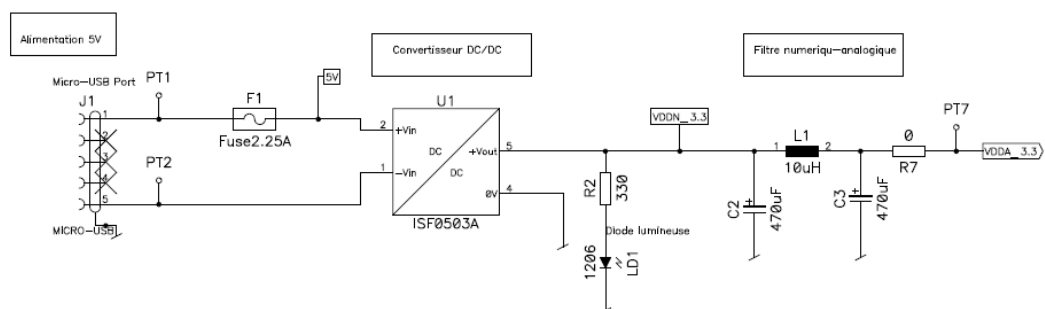 Alimentation 5V
Convertisseur DC/DC
Filtre numeriqu-analogique
Micro-USB Port
J1
PT1
F1
Fuse2.25A
5V
U1
VDDN_3.3
PT7
1
2
3
4
5
PT2
MICRO-USB
2
+Vin
1
-Vin
DC
DC
+Vout
5
0V
4
ISF0503A
R2
330
Diode lumineuse
1206
LD1
1
L1
2
10uH
C2
+
470uF
C3
+
470uF
0
R7
VDDA_3.3